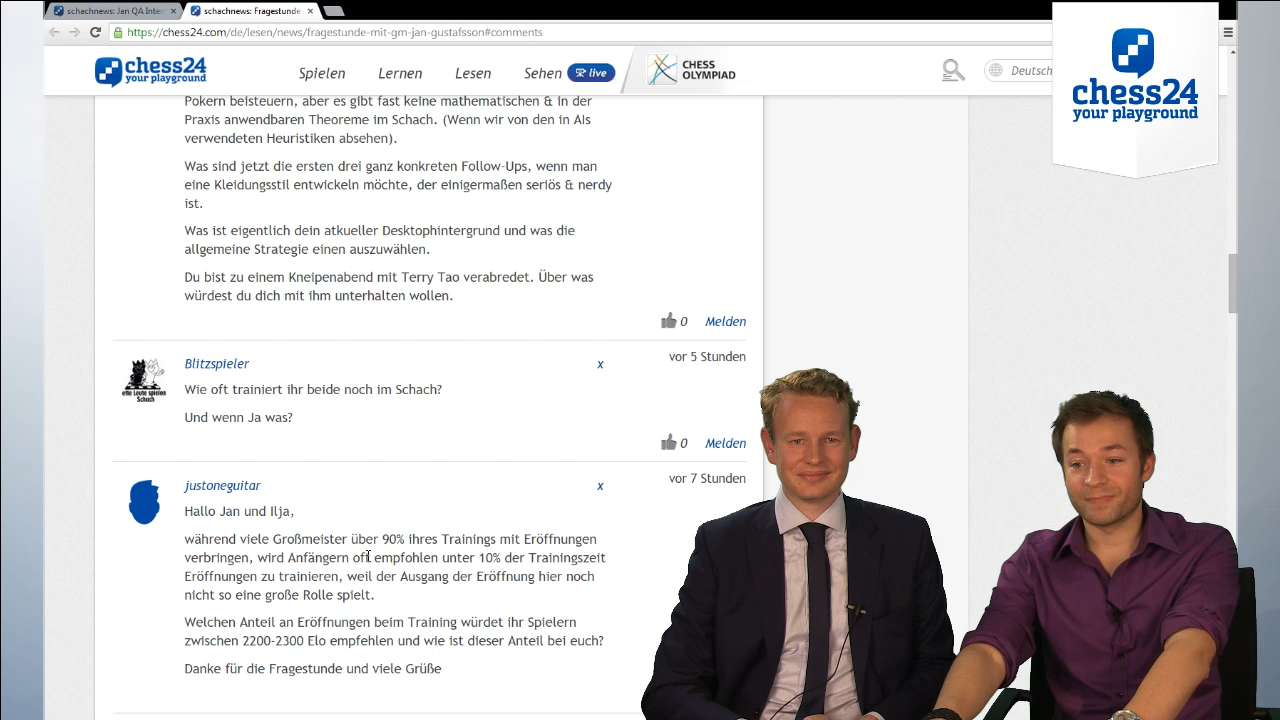 schachnews: Jan QA Inter
schachnews: Fragestunde
https://chess24.com/de/lesen/news/fragestunde-mit-gm-jan-gustafsson#comments
chess24
your playground
Spielen
Lernen
Lesen
Sehen
live
CHESS
OLYMPIAD
Deutsch
chess24
your playground
Pokern beisteuern, aber es gibt fast keine mathematischen & in der
Praxis anwendbaren Theoreme im Schach. (Wenn wir von den in AIs
verwendeten Heuristiken absehen).
Was sind jetzt die ersten drei ganz konkreten Follow-Ups, wenn man
eine Kleidungsstil entwickeln möchte, der einigermaßen seriös & nerdy
ist.
Was ist eigentlich dein atkueller Desktophintergrund und was die
allgemeine Strategie einen auszuwählen.
Du bist zu einem Kneipenabend mit Terry Tao verabredet. Über was
würdest du dich mit ihm unterhalten wollen.
0 Melden
Blitzspieler
x
vor 5 Stunden
ette Leute spielen
Schach
Wie oft trainiert ihr beide noch im Schach?
Und wenn Ja was?
0 Melden
justoneguitar
x
vor 7 Stunden
Hallo Jan und Ilja,
während viele Großmeister über 90% ihres Trainings mit Eröffnungen
verbringen, wird Anfängern oft empfohlen unter 10% der Trainingszeit
Eröffnungen zu trainieren, weil der Ausgang der Eröffnung hier noch
nicht so eine große Rolle spielt.
Welchen Anteil an Eröffnungen beim Training würdet ihr Spielern
zwischen 2200-2300 Elo empfehlen und wie ist dieser Anteil bei euch?
Danke für die Fragestunde und viele Grüße